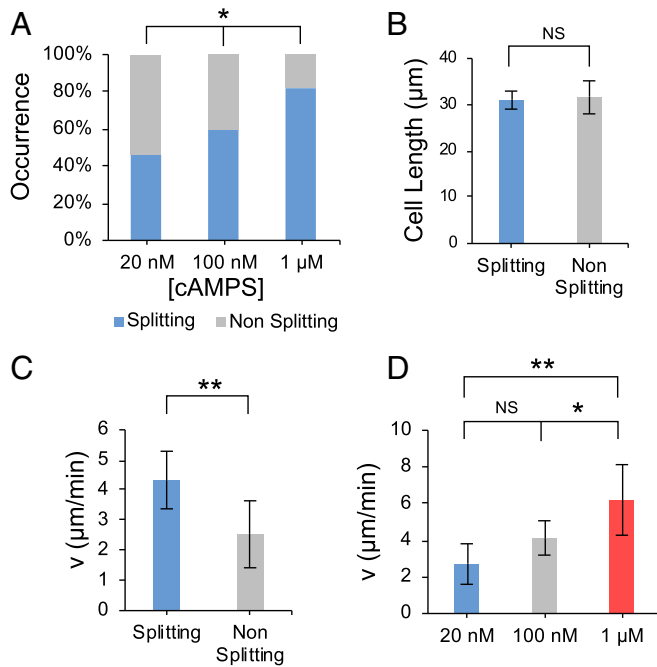 A
*
100%
80%
60%
40%
20%
0%
Occurrence
20 nM 100 nM 1 µM
[cAMPS]
Splitting Non Splitting
B
NS
40
30
20
10
0
Cell Length (µm)
Splitting Non
Splitting
C
**
6
5
4
3
2
1
0
v (µm/min)
Splitting Non
Splitting
D
**
NS *
10
8
6
4
2
0
v (µm/min)
20 nM 100 nM 1 µM